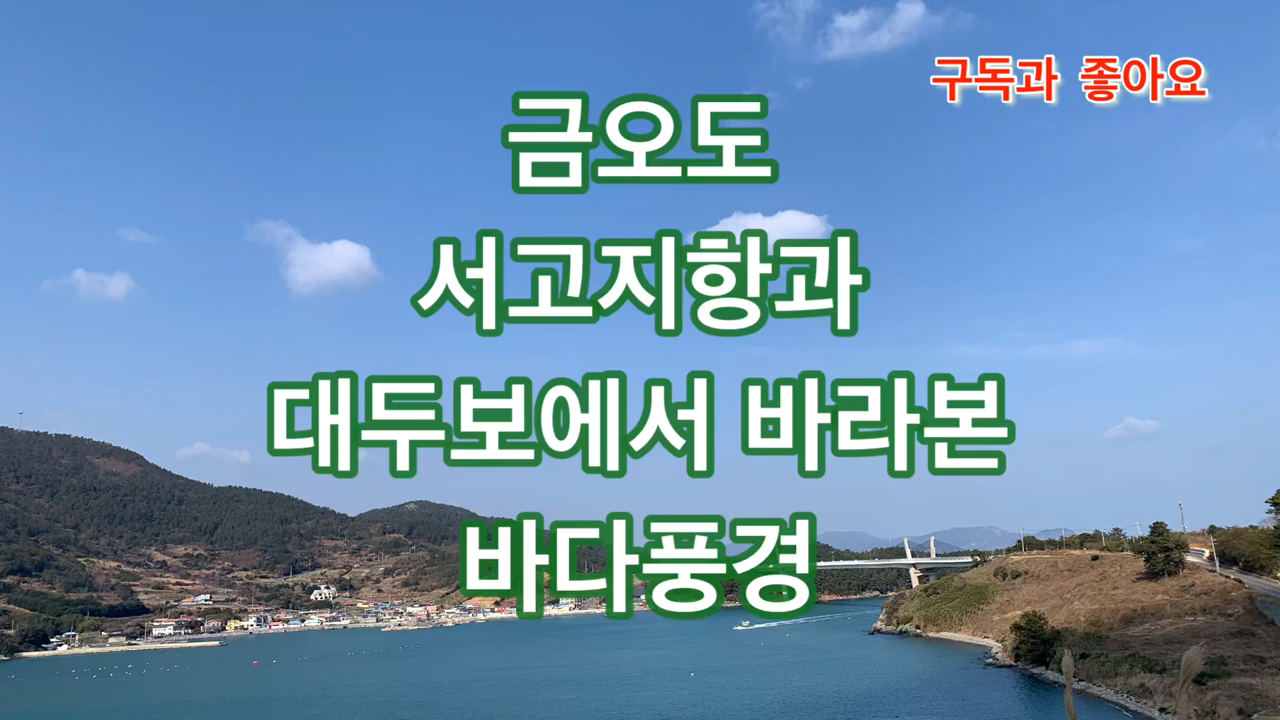 구독과 좋아요
금오도
서고지항과
대두보에서 바라본
바다풍경